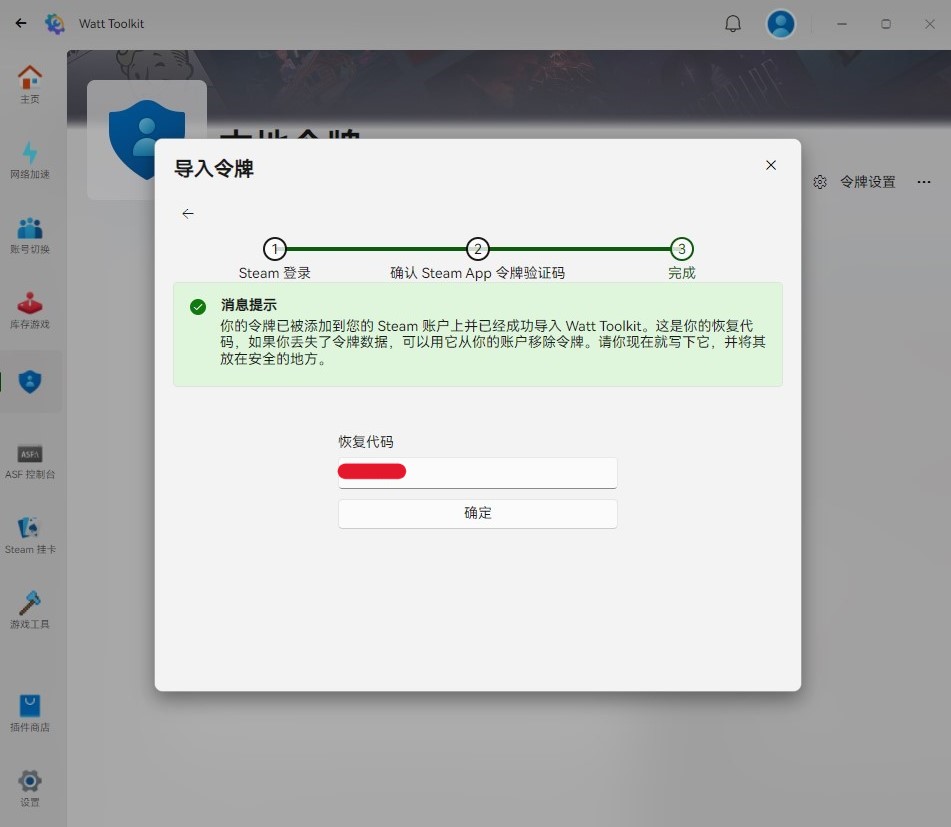 Watt Toolkit
主页
网络加速
账号切换
库存游戏
ASF
ASF 控制台
Steam 挂卡
游戏工具
插件商店
设置
本地令牌
令牌设置
导入令牌
1
2
3
Steam 登录
确认 Steam App 令牌验证码
完成
消息提示
你的令牌已被添加到您的 Steam 账户上并已经成功导入 Watt Toolkit。这是你的恢复代
码，如果你丢失了令牌数据，可以用它从你的账户移除令牌。请你现在就写下它，并将其
放在安全的地方。
恢复代码
确定